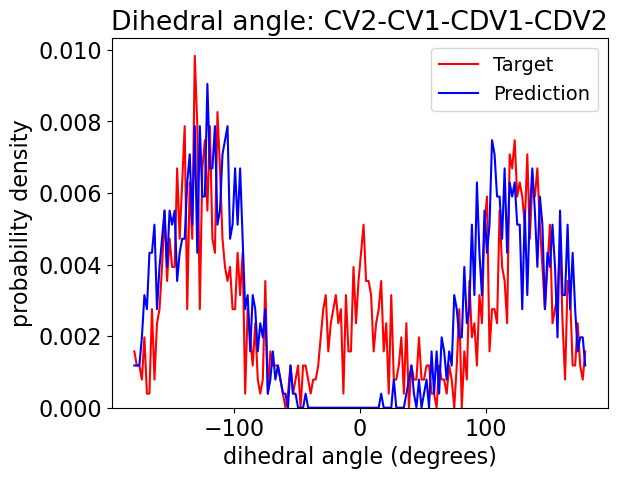 Dihedral angle: CV2-CV1-CDV1-CDV2
Target
Prediction
probability density
0.010
0.008
0.006
0.004
0.002
0.000
−100
0
100
dihedral angle (degrees)